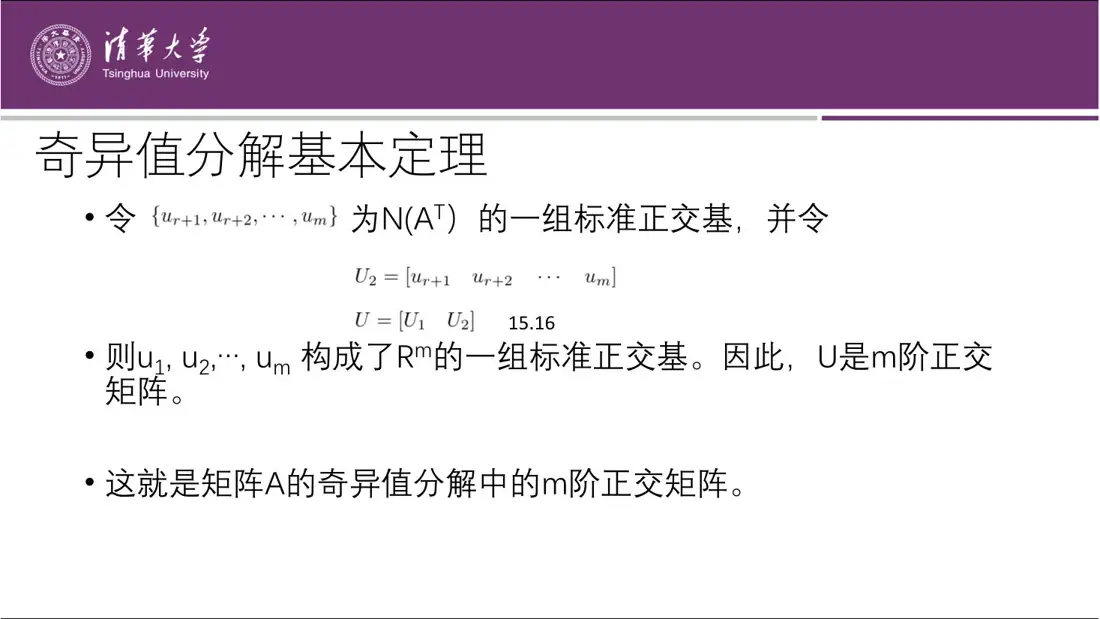 清华大学
Tsinghua University
奇异值分解基本定理
• 令 {u_{r+1}, u_{r+2}, ⋯ , u_m} 为N(A^T）的一组标准正交基，并令
U_2 = [u_{r+1} u_{r+2} ⋯ u_m]
U = [U_1 U_2] 15.16
• 则u_1, u_2,⋯, u_m 构成了R^m的一组标准正交基。因此，U是m阶正交
矩阵。
• 这就是矩阵A的奇异值分解中的m阶正交矩阵。